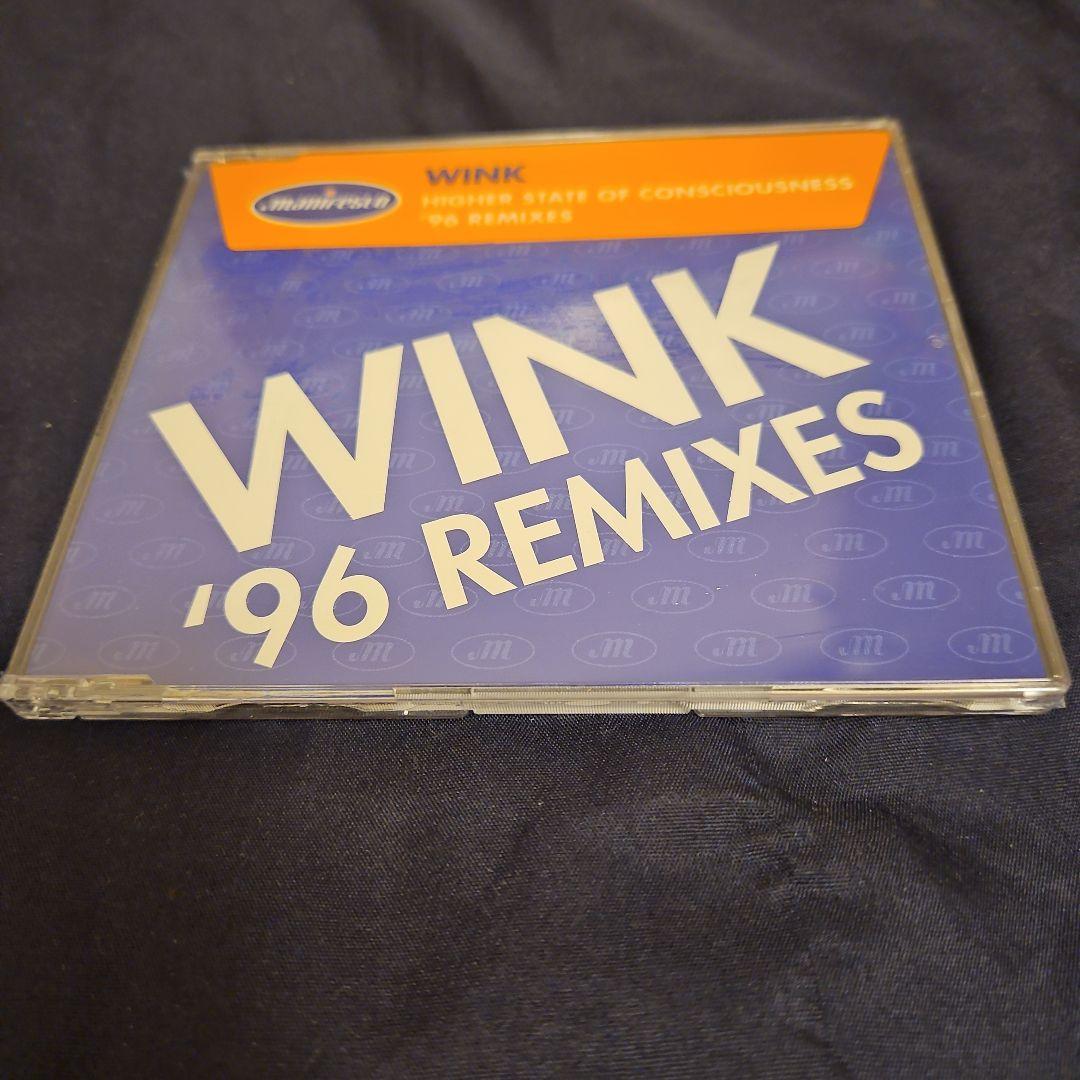 manifesto
WINK
HIGHER STATE OF CONSCIOUSNESS
'96 REMIXES
WINK
'96 REMIXES